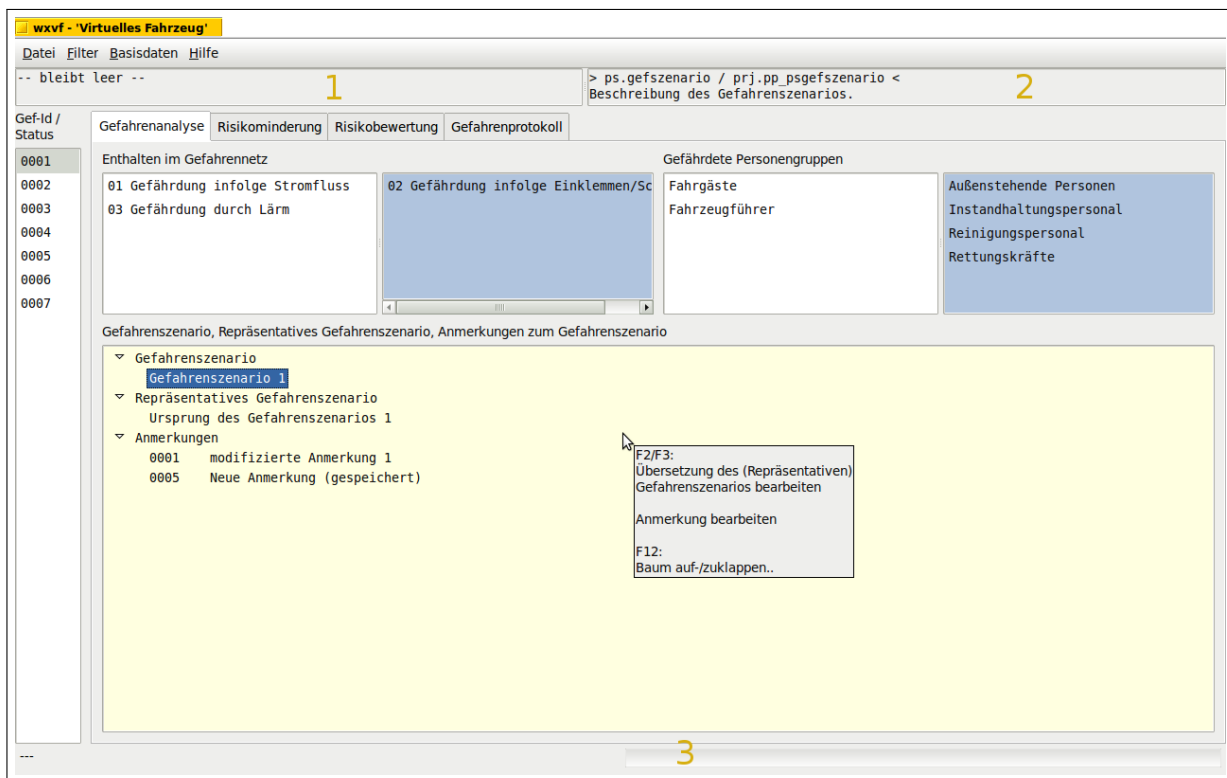 wxvf - 'Virtuelles Fahrzeug'
Datei Filter Basisdaten Hilfe
-- bleibt leer --
1
> ps.gefszenario / prj.pp_psgefszenario <
Beschreibung des Gefahrenszenarios.
2
Gef-Id /
Status
Gefahrenanalyse Risikominderung Risikobewertung Gefahrenprotokoll
0001
0002
0003
0004
0005
0006
0007
Enthalten im Gefahrennetz
01 Gefährdung infolge Stromfluss
03 Gefährdung durch Lärm
02 Gefährdung infolge Einklemmen/Sc
Gefährdete Personengruppen
Fahrgäste
Fahrzeugführer
Außenstehende Personen
Instandhaltungspersonal
Reinigungspersonal
Rettungskräfte
Gefahrenszenario, Repräsentatives Gefahrenszenario, Anmerkungen zum Gefahrenszenario
Gefahrenszenario
Gefahrenszenario 1
Repräsentatives Gefahrenszenario
Ursprung des Gefahrenszenarios 1
Anmerkungen
0001 modifizierte Anmerkung 1
0005 Neue Anmerkung (gespeichert)
F2/F3:
Übersetzung des (Repräsentativen)
Gefahrenszenarios bearbeiten
Anmerkung bearbeiten
F12:
Baum auf-/zuklappen..
---
3